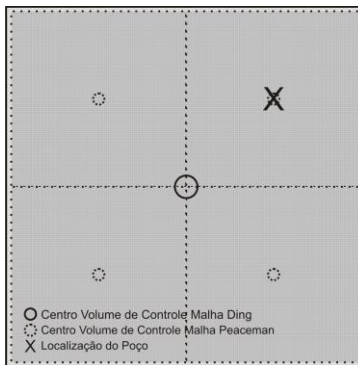 Centro Volume de Controle Malha Ding
Centro Volume de Controle Malha Peaceman
Localização do Poço